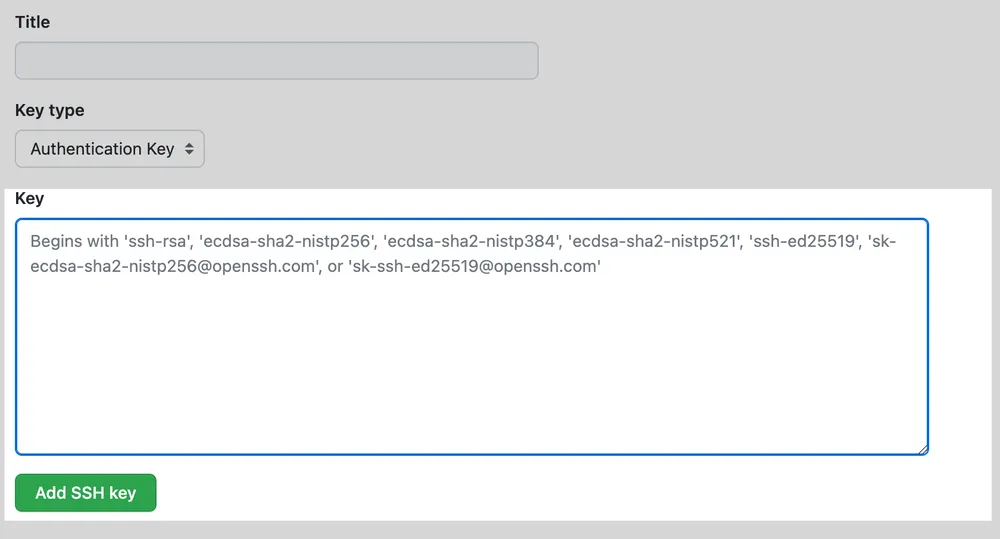 Title
Key type
Authentication Key
Key
Begins with 'ssh-rsa', 'ecdsa-sha2-nistp256', 'ecdsa-sha2-nistp384', 'ecdsa-sha2-nistp521', 'ssh-ed25519', 'sk-
ecdsa-sha2-nistp256@openssh.com', or 'sk-ssh-ed25519@openssh.com'
Add SSH key